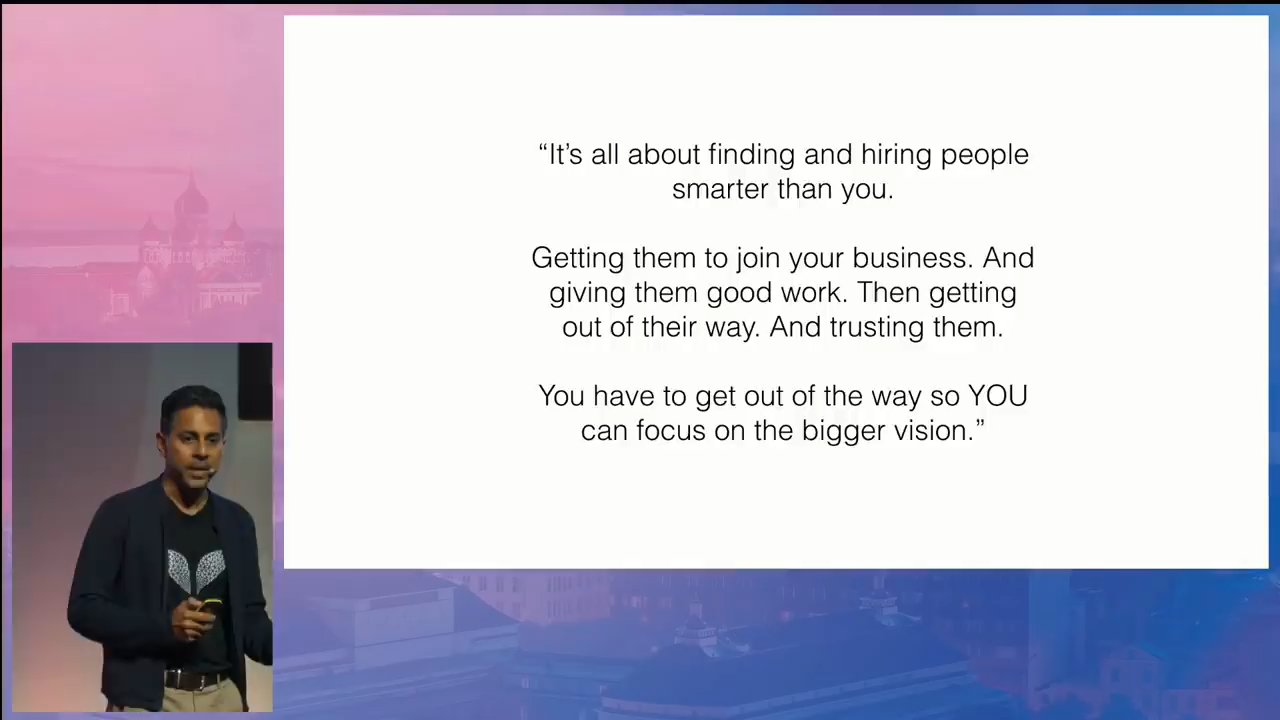 “It’s all about finding and hiring people
smarter than you.
Getting them to join your business. And
giving them good work. Then getting
out of their way. And trusting them.
You have to get out of the way so YOU
can focus on the bigger vision.”